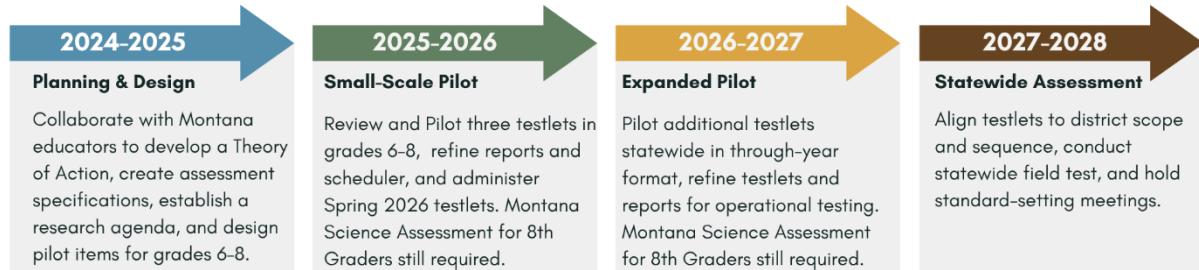 2024-2025
Planning & Design
Collaborate with Montana
educators to develop a Theory
of Action, create assessment
specifications, establish a
research agenda, and design
pilot items for grades 6-8.
2025-2026
Small-Scale Pilot
Review and Pilot three testlets in
grades 6-8, refine reports and
scheduler, and administer
Spring 2026 testlets. Montana
Science Assessment for 8th
Graders still required.
2026-2027
Expanded Pilot
Pilot additional testlets
statewide in through-year
format, refine testlets and
reports for operational testing.
Montana Science Assessment
for 8th Graders still required.
2027-2028
Statewide Assessment
Align testlets to district scope
and sequence, conduct
statewide field test, and hold
standard-setting meetings.